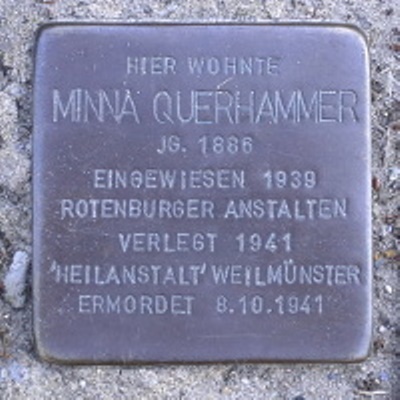 HIER WOHNTE
MINNA QUERHAMMER
JG. 1886
EINGEWIESEN 1939
ROTENBURGER ANSTALTEN
VERLEGT 1941
'HEILANSTALT' WEILMÜNSTER
ERMORDET 8.10.1941